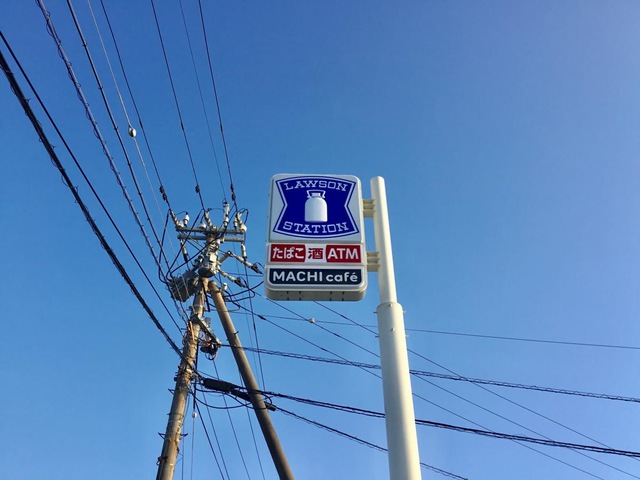 LAWSON
STATION
たばこ 酒 ATM
MACHI café